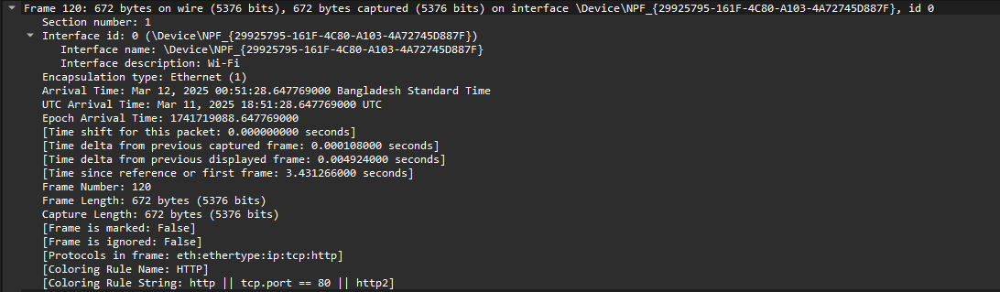 Frame 120: 672 bytes on wire (5376 bits), 672 bytes captured (5376 bits) on interface \Device\NPF_{29925795-161F-4C80-A103-4A72745D887F}, id 0
Section number: 1
Interface id: 0 (\Device\NPF_{29925795-161F-4C80-A103-4A72745D887F})
Interface name: \Device\NPF_{29925795-161F-4C80-A103-4A72745D887F}
Interface description: Wi-Fi
Encapsulation type: Ethernet (1)
Arrival Time: Mar 12, 2025 00:51:28.647769000 Bangladesh Standard Time
UTC Arrival Time: Mar 11, 2025 18:51:28.647769000 UTC
Epoch Arrival Time: 1741719088.647769000
[Time shift for this packet: 0.000000000 seconds]
[Time delta from previous captured frame: 0.000108000 seconds]
[Time delta from previous displayed frame: 0.004924000 seconds]
[Time since reference or first frame: 3.431266000 seconds]
Frame Number: 120
Frame Length: 672 bytes (5376 bits)
Capture Length: 672 bytes (5376 bits)
[Frame is marked: False]
[Frame is ignored: False]
[Protocols in frame: eth:ethertype:ip:tcp:http]
[Coloring Rule Name: HTTP]
[Coloring Rule String: http || tcp.port == 80 || http2]